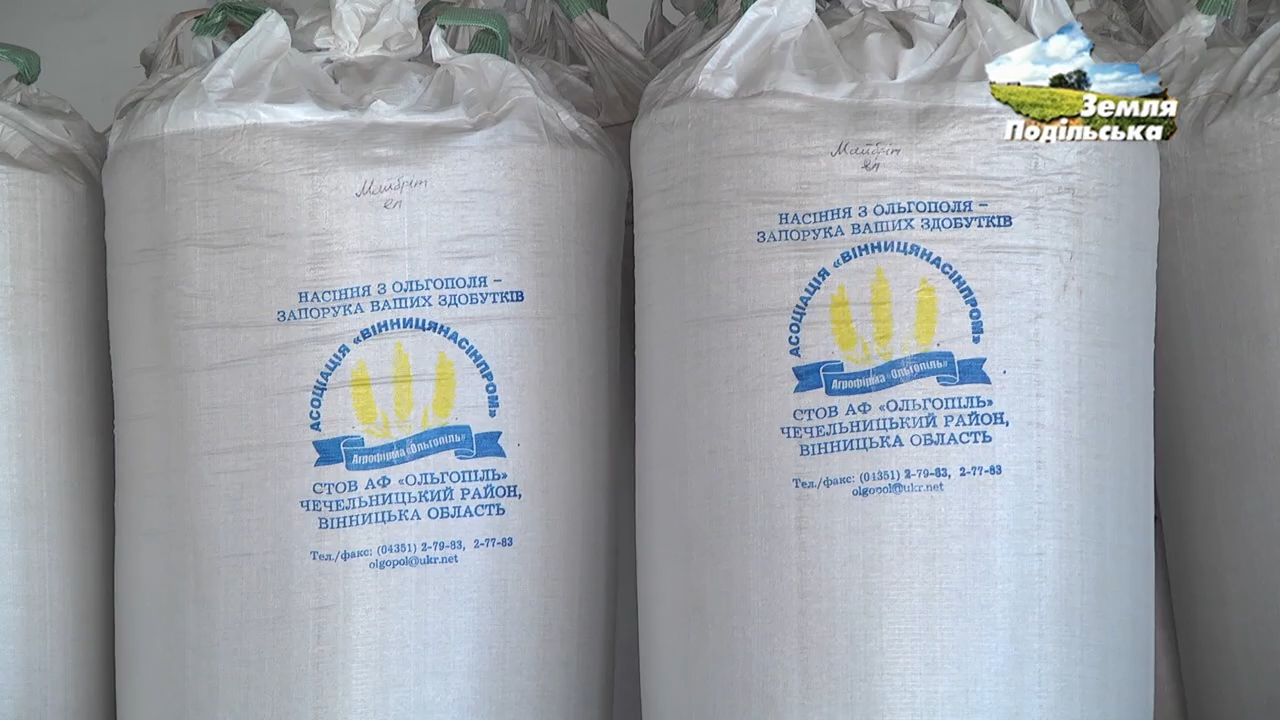 Земля
Подільська
Майбріт
еп
НАСІННЯ З ОЛЬГОПОЛЯ –
ЗАПОРУКА ВАШИХ ЗДОБУТКІВ
АСОЦІАЦІЯ «ВІННИЦЯНАСІНПРОМ»
Агрофірма «Ольгопіль»
СТОВ АФ «ОЛЬГОПІЛЬ»
ЧЕЧЕЛЬНИЦЬКИЙ РАЙОН,
ВІННИЦЬКА ОБЛАСТЬ
Тел./факс: (04351) 2-79-83, 2-77-83
olgopol@ukr.net
Майбріт
еп
НАСІННЯ З ОЛЬГОПОЛЯ –
ЗАПОРУКА ВАШИХ ЗДОБУТКІВ
АСОЦІАЦІЯ «ВІННИЦЯНАСІНПРОМ»
Агрофірма «Ольгопіль»
СТОВ АФ «ОЛЬГОПІЛЬ»
ЧЕЧЕЛЬНИЦЬКИЙ РАЙОН,
ВІННИЦЬКА ОБЛАСТЬ
Тел./факс: (04351) 2-79-83, 2-77-83
olgopol@ukr.net